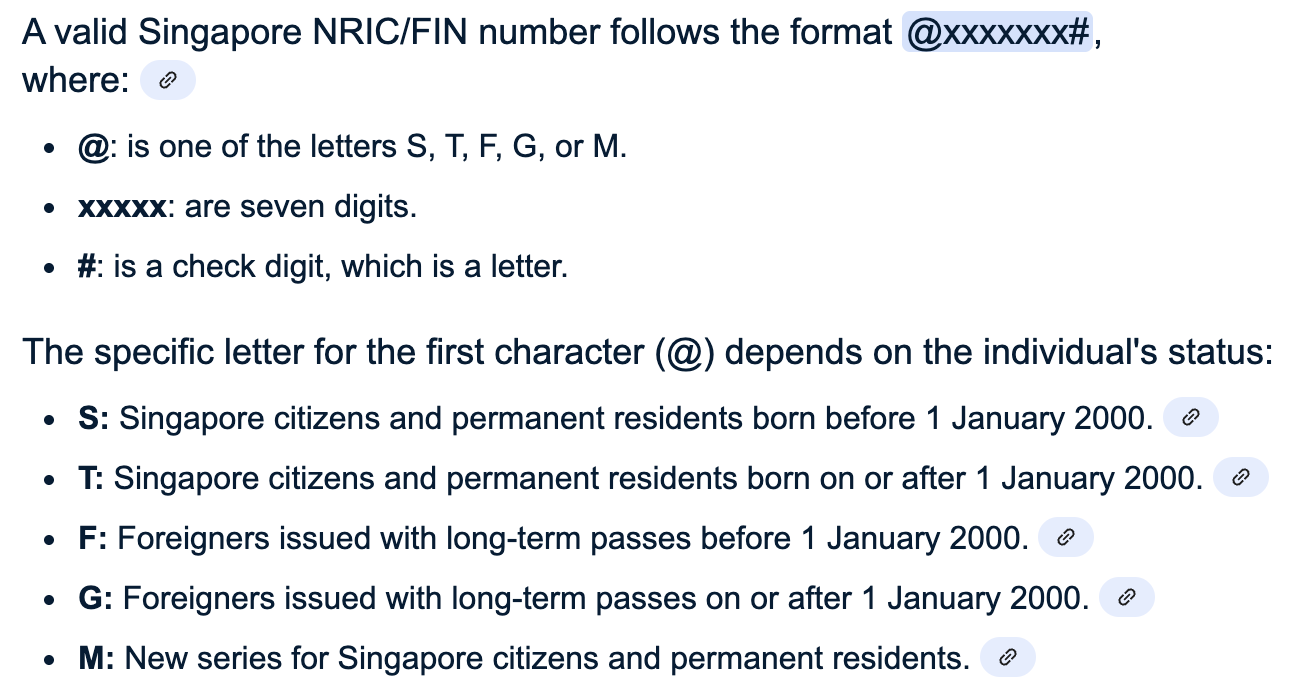 A valid Singapore NRIC/FIN number follows the format @xxxxxxx#,
where:
• @: is one of the letters S, T, F, G, or M.
• xxxxx: are seven digits.
• #: is a check digit, which is a letter.
The specific letter for the first character (@) depends on the individual's status:
• S: Singapore citizens and permanent residents born before 1 January 2000.
• T: Singapore citizens and permanent residents born on or after 1 January 2000.
• F: Foreigners issued with long-term passes before 1 January 2000.
• G: Foreigners issued with long-term passes on or after 1 January 2000.
• M: New series for Singapore citizens and permanent residents.